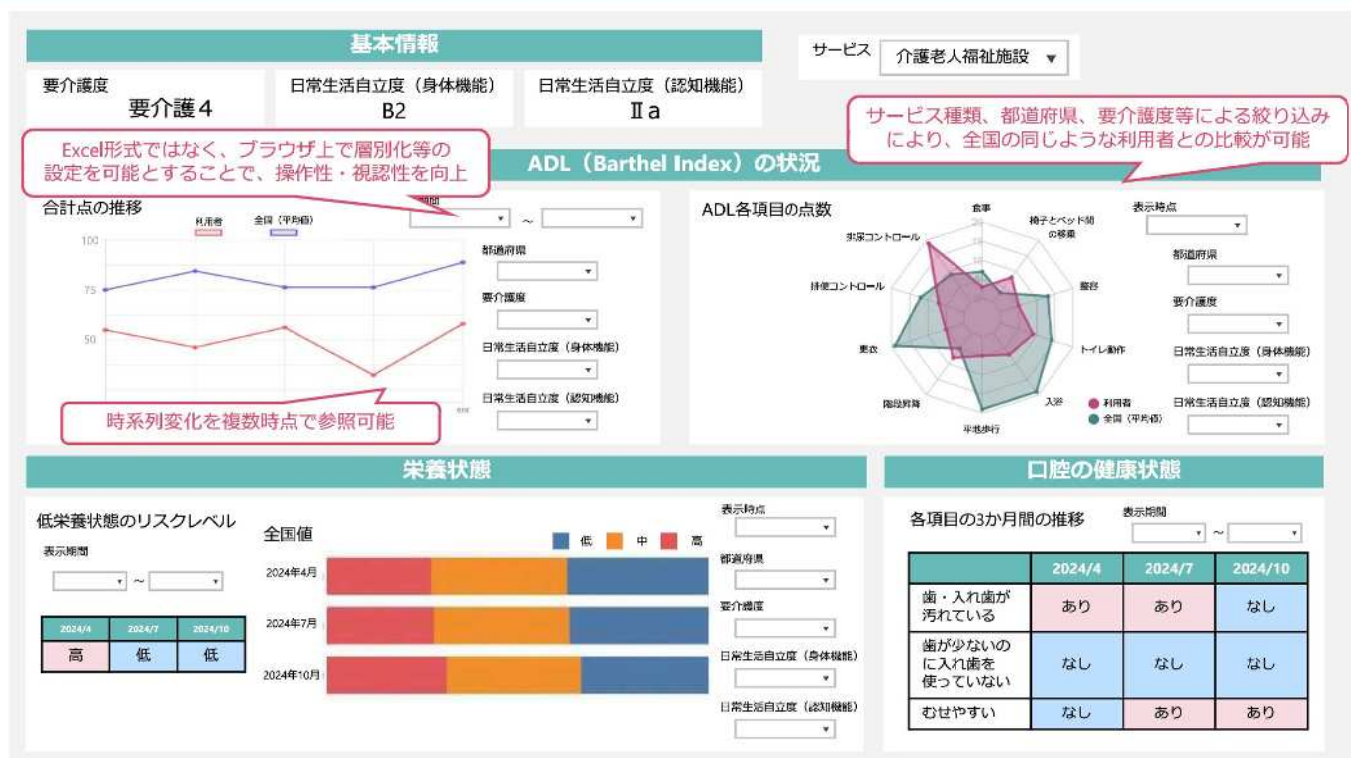 基本情報
サービス
介護老人福祉施設
要介護度
要介護4
日常生活自立度（身体機能）
B2
日常生活自立度（認知機能）
Ⅱa
Excel形式ではなく、ブラウザ上で層別化等の
設定を可能とすることで、操作性・視認性を向上
サービス種類、都道府県、要介護度等による絞り込み
により、全国の同じような利用者との比較が可能
ADL（Barthel Index）の状況
合計点の推移
利用者
全国（平均値）
～
100
75
50
都道府県
要介護度
日常生活自立度（身体機能）
日常生活自立度（認知機能）
時系列変化を複数時点で参照可能
ADL各項目の点数
食事
椅子とベッド間
の移乗
整容
トイレ動作
入浴
平地歩行
階段昇降
更衣
排便コントロール
排尿コントロール
利用者
全国（平均値）
表示時点
都道府県
要介護度
日常生活自立度（身体機能）
日常生活自立度（認知機能）
栄養状態
低栄養状態のリスクレベル
表示期間
～
2024/4 2024/7 2024/10
高 低 低
全国値
低 中 高
2024年4月
2024年7月
2024年10月
表示時点
都道府県
要介護度
日常生活自立度（身体機能）
日常生活自立度（認知機能）
口腔の健康状態
各項目の3か月間の推移
表示期間
～
2024/4 2024/7 2024/10
歯・入れ歯が
汚れている
あり あり なし
歯が少ないの
に入れ歯を
使っていない
なし なし なし
むせやすい なし あり あり